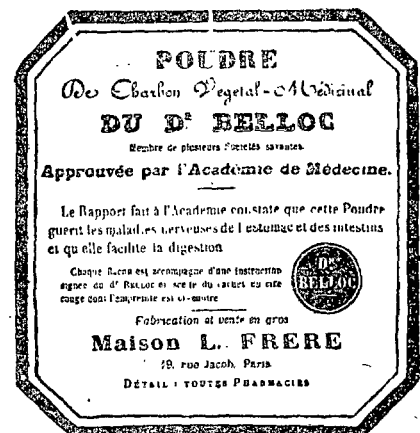 POUDRE
De Charbon Végétal-Médicinal
DU Dr BELLOC
Membre de plusieurs Sociétés savantes.
Approuvée par l'Académie de Médecine.
Le Rapport fait à l'Académie constate que cette Poudre
guérit les maladies nerveuses de l'estomac et des intestins
et qu'elle facilite la digestion
Chaque flacon est accompagné d'une instruction
signée du dr BELLOC et scellé du cachet en cire
rouge dont l'empreinte est ci-contre
Dr
BELLOC
Fabrication et vente en gros
Maison L. FRERE
19, rue Jacob, Paris
DÉTAIL : TOUTES PHARMACIES